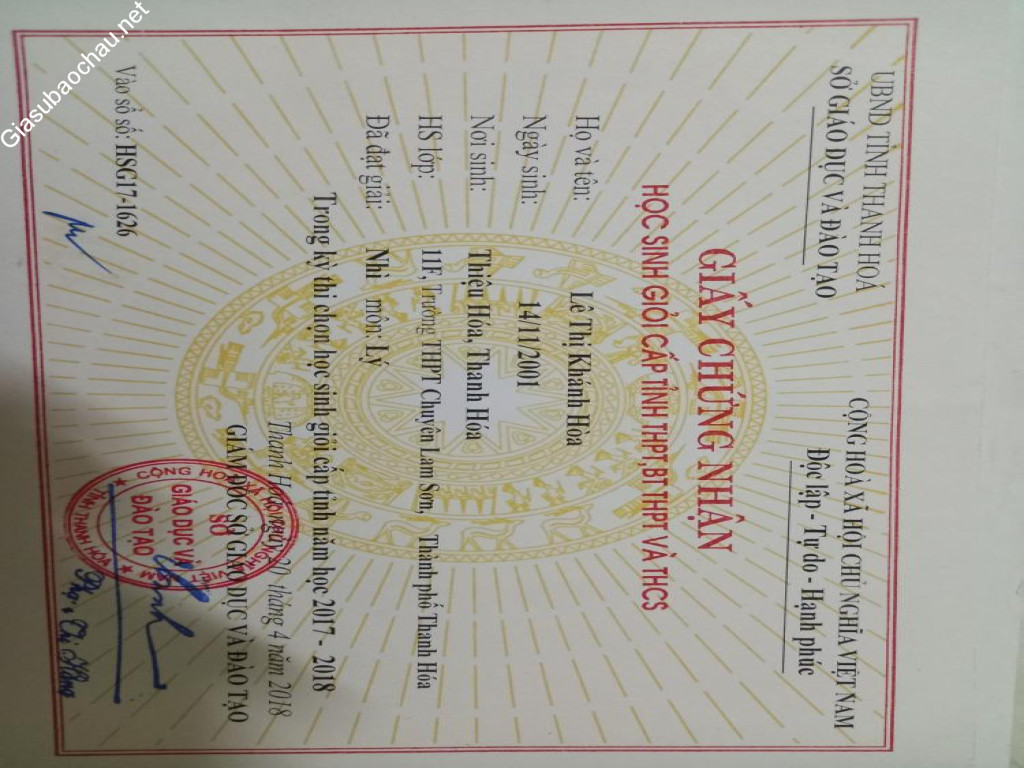 UBND TỈNH THANH HOÁ
SỞ GIÁO DỤC VÀ ĐÀO TẠO
CỘNG HOÀ XÃ HỘI CHỦ NGHĨA VIỆT NAM
Độc lập - Tự do - Hạnh phúc
GIẤY CHỨNG NHẬN
HỌC SINH GIỎI CẤP TỈNH THPT, BT THPT VÀ THCS
Họ và tên: Lê Thị Khánh Hòa
Ngày sinh: 14/11/2001
Nơi sinh: Thiệu Hóa, Thanh Hóa
HS lớp: 11F, Trường THPT Chuyên Lam Sơn, Thành phố Thanh Hóa
Đã đạt giải: Nhì môn: Lý
Trong kỳ thi chọn học sinh giỏi cấp tỉnh năm học 2017 - 2018
Thanh Hóa, ngày 20 tháng 4 năm 2018
GIÁM ĐỐC SỞ GIÁO DỤC VÀ ĐÀO TẠO
SỞ
GIÁO DỤC VÀ
ĐÀO TẠO
Vào sổ số: HSG17-1626
Giasubaochau.net